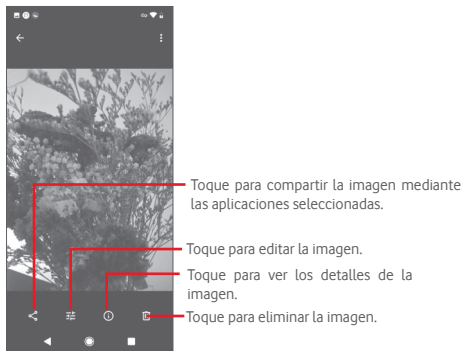 Toque para compartir la imagen mediante
las aplicaciones seleccionadas.
Toque para editar la imagen.
Toque para ver los detalles de la
imagen.
Toque para eliminar la imagen.